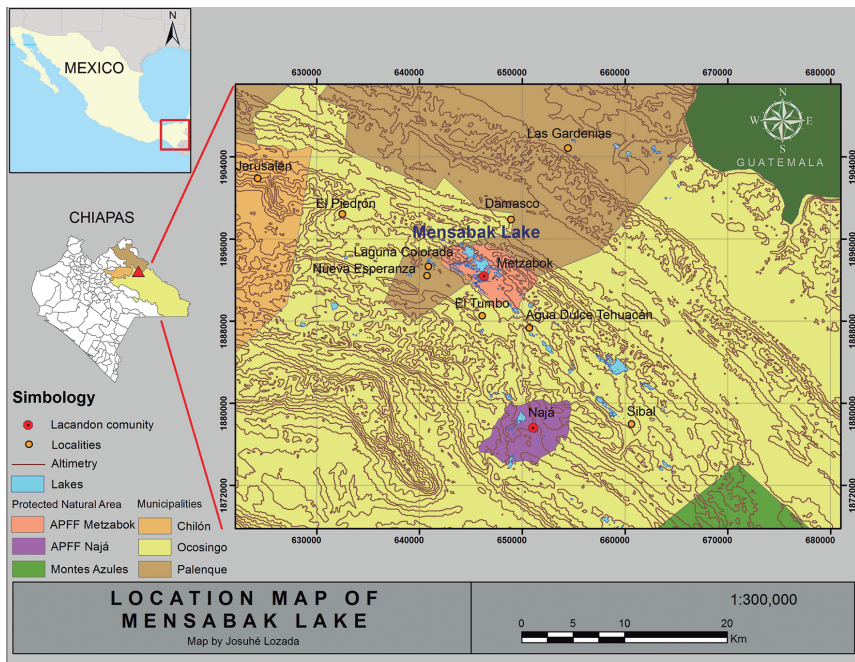 N
MEXICO
630000 640000 650000 660000 670000 680000
N
W E
S
GUATEMALA
Las Gardenias
1904000 1904000
Jerusalén
El Piedrón
Damasco
CHIAPAS
Mensabak Lake
1896000 1896000
Laguna Colorada
Metzabok
Nueva Esperanza
El Tumbo
Agua Dulce Tehuacán
1888000 1888000
Simbology
Lacandon comunity
Localities
Altimetry
Lakes
Protected Natural Area
APFF Metzabok
APFF Najá
Montes Azules
Municipalities
Chilón
Ocosingo
Palenque
1880000 1880000
Najá
Sibal
1872000 1872000
630000 640000 650000 660000 670000 680000
LOCATION MAP OF
MENSABAK LAKE
Map by Josuhé Lozada
1:300,000
0 5 10 20
Km